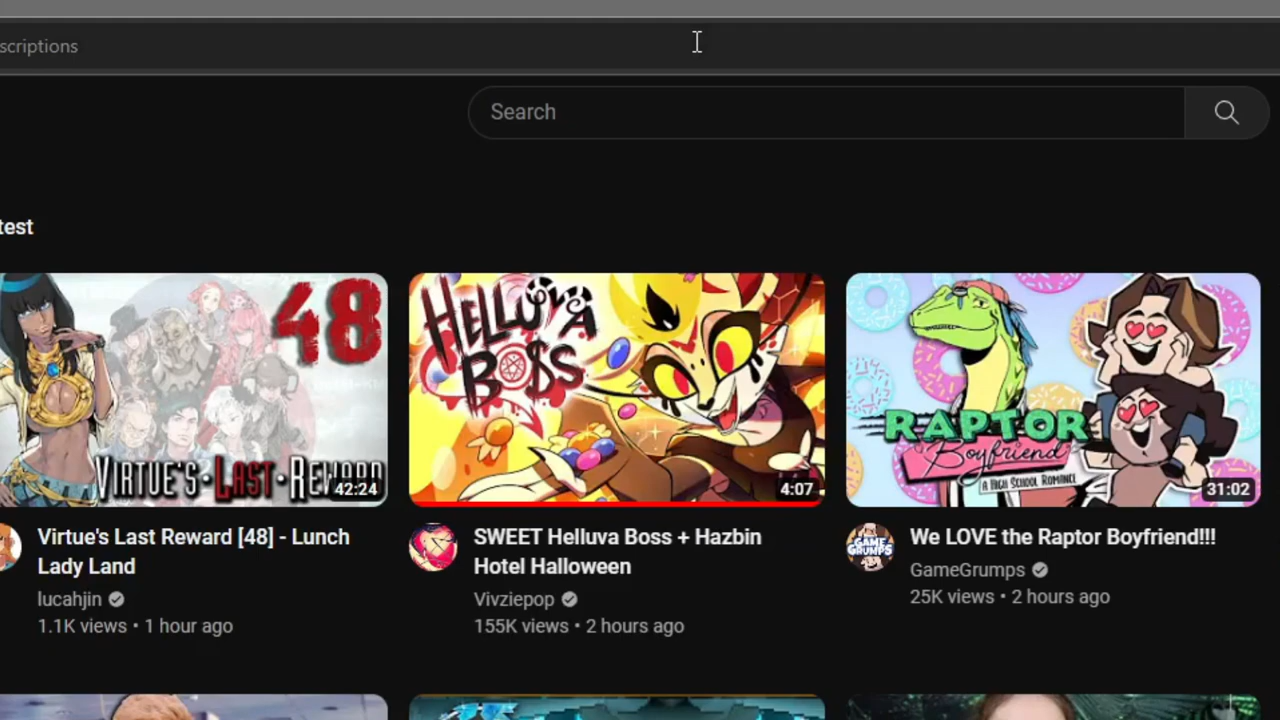 scriptions
Search
test
48
VIRTUE'S·LAST·REWARD
42:24
HELLUVA
BOSS
4:07
RAPTOR
Boyfriend
A HIGH SCHOOL ROMANCE
31:02
Virtue's Last Reward [48] - Lunch
Lady Land
lucahjin
1.1K views • 1 hour ago
SWEET Helluva Boss + Hazbin
Hotel Halloween
Vivziepop
155K views • 2 hours ago
GAME
GRUMPS
We LOVE the Raptor Boyfriend!!!
GameGrumps
25K views • 2 hours ago